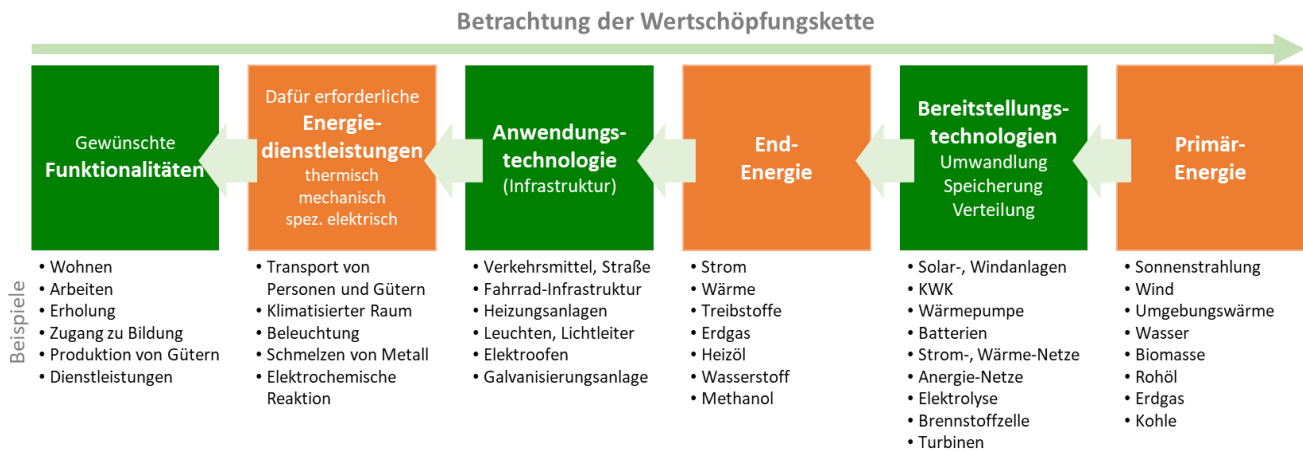 Betrachtung der Wertschöpfungskette
Gewünschte
Funktionalitäten
Dafür erforderliche
Energie-
dienstleistungen
thermisch
mechanisch
spez. elektrisch
Anwendungs-
technologie
(Infrastruktur)
End-
Energie
Bereitstellungs-
technologien
Umwandlung
Speicherung
Verteilung
Primär-
Energie
Beispiele
• Wohnen
• Arbeiten
• Erholung
• Zugang zu Bildung
• Produktion von Gütern
• Dienstleistungen
• Transport von
Personen und Gütern
• Klimatisierter Raum
• Beleuchtung
• Schmelzen von Metall
• Elektrochemische
Reaktion
• Verkehrsmittel, Straße
• Fahrrad-Infrastruktur
• Heizungsanlagen
• Leuchten, Lichtleiter
• Elektroofen
• Galvanisierungsanlage
• Strom
• Wärme
• Treibstoffe
• Erdgas
• Heizöl
• Wasserstoff
• Methanol
• Solar-, Windanlagen
• KWK
• Wärmepumpe
• Batterien
• Strom-, Wärme-Netze
• Anergie-Netze
• Elektrolyse
• Brennstoffzelle
• Turbinen
• Sonnenstrahlung
• Wind
• Umgebungswärme
• Wasser
• Biomasse
• Rohöl
• Erdgas
• Kohle